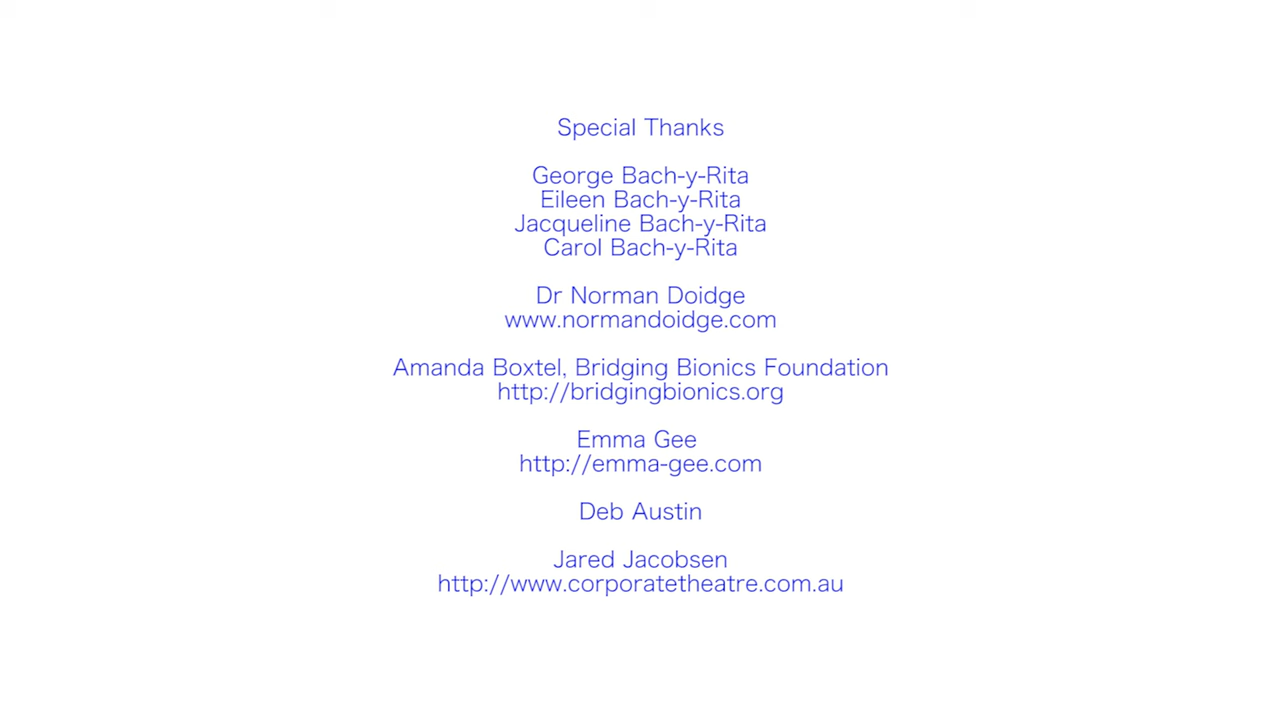 Special Thanks
George Bach-y-Rita
Eileen Bach-y-Rita
Jacqueline Bach-y-Rita
Carol Bach-y-Rita
Dr Norman Doidge
www.normandoidge.com
Amanda Boxtel, Bridging Bionics Foundation
http://bridgingbionics.org
Emma Gee
http://emma-gee.com
Deb Austin
Jared Jacobsen
http://www.corporatetheatre.com.au